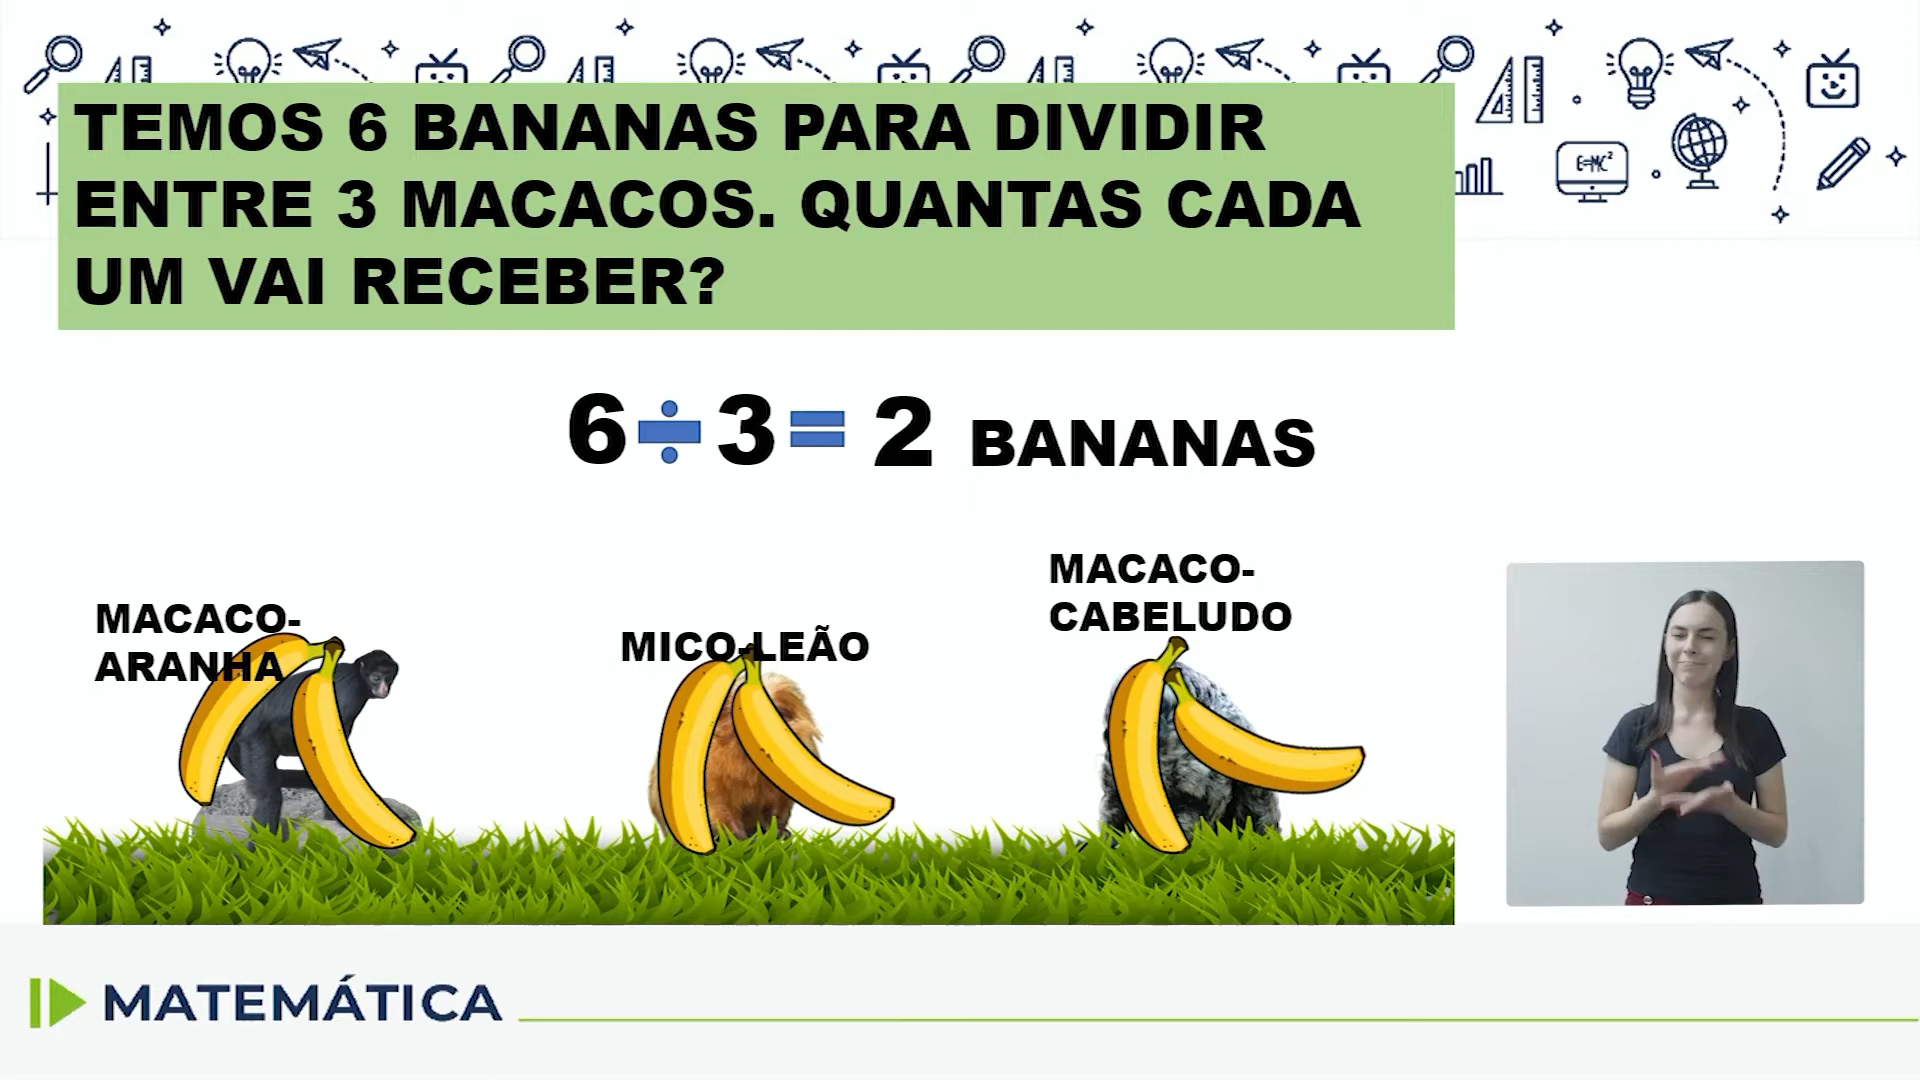 TEMOS 6 BANANAS PARA DIVIDIR
ENTRE 3 MACACOS. QUANTAS CADA
UM VAI RECEBER?
E=MC²
6÷3= 2 BANANAS
MACACO-
ARANHA
MICO-LEÃO
MACACO-
CABELUDO
MATEMÁTICA